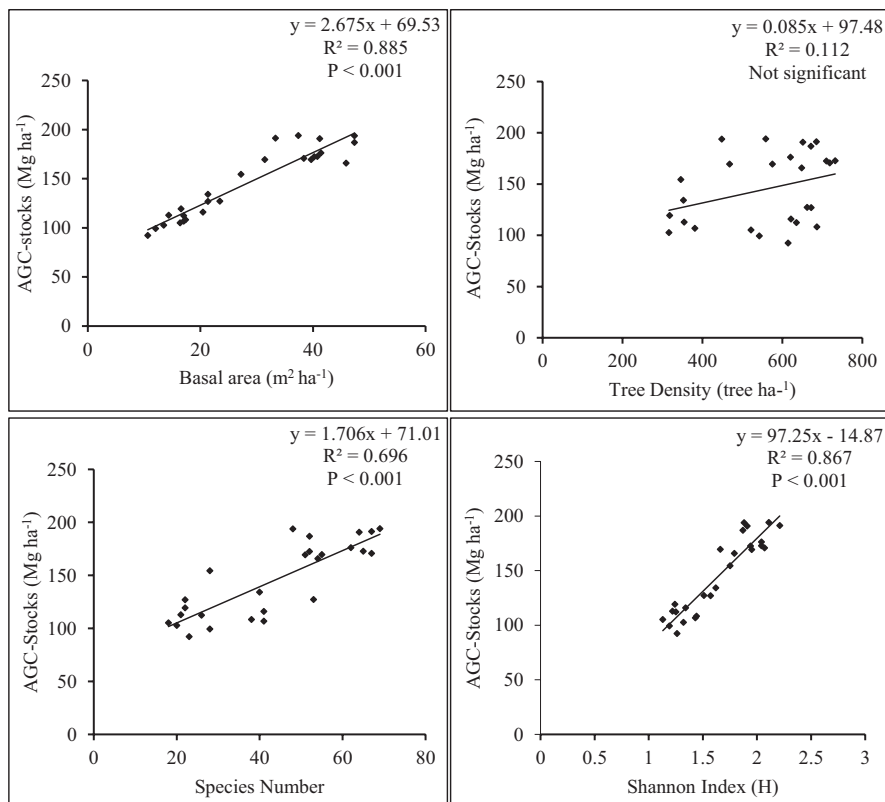 y = 2.675x + 69.53
R² = 0.885
P < 0.001
250
200
150
100
50
0
0 20 40 60
AGC-stocks (Mg ha⁻¹)
Basal area (m² ha⁻¹)
y = 0.085x + 97.48
R² = 0.112
Not significant
250
200
150
100
50
0
0 200 400 600 800
AGC-Stocks (Mg ha⁻¹)
Tree Density (tree ha-¹)
y = 1.706x + 71.01
R² = 0.696
P < 0.001
250
200
150
100
50
0
0 20 40 60 80
AGC-Stocks (Mg ha⁻¹)
Species Number
y = 97.25x - 14.87
R² = 0.867
P < 0.001
250
200
150
100
50
0
0 0.5 1 1.5 2 2.5 3
AGC-Stocks (Mg ha⁻¹)
Shannon Index (H)